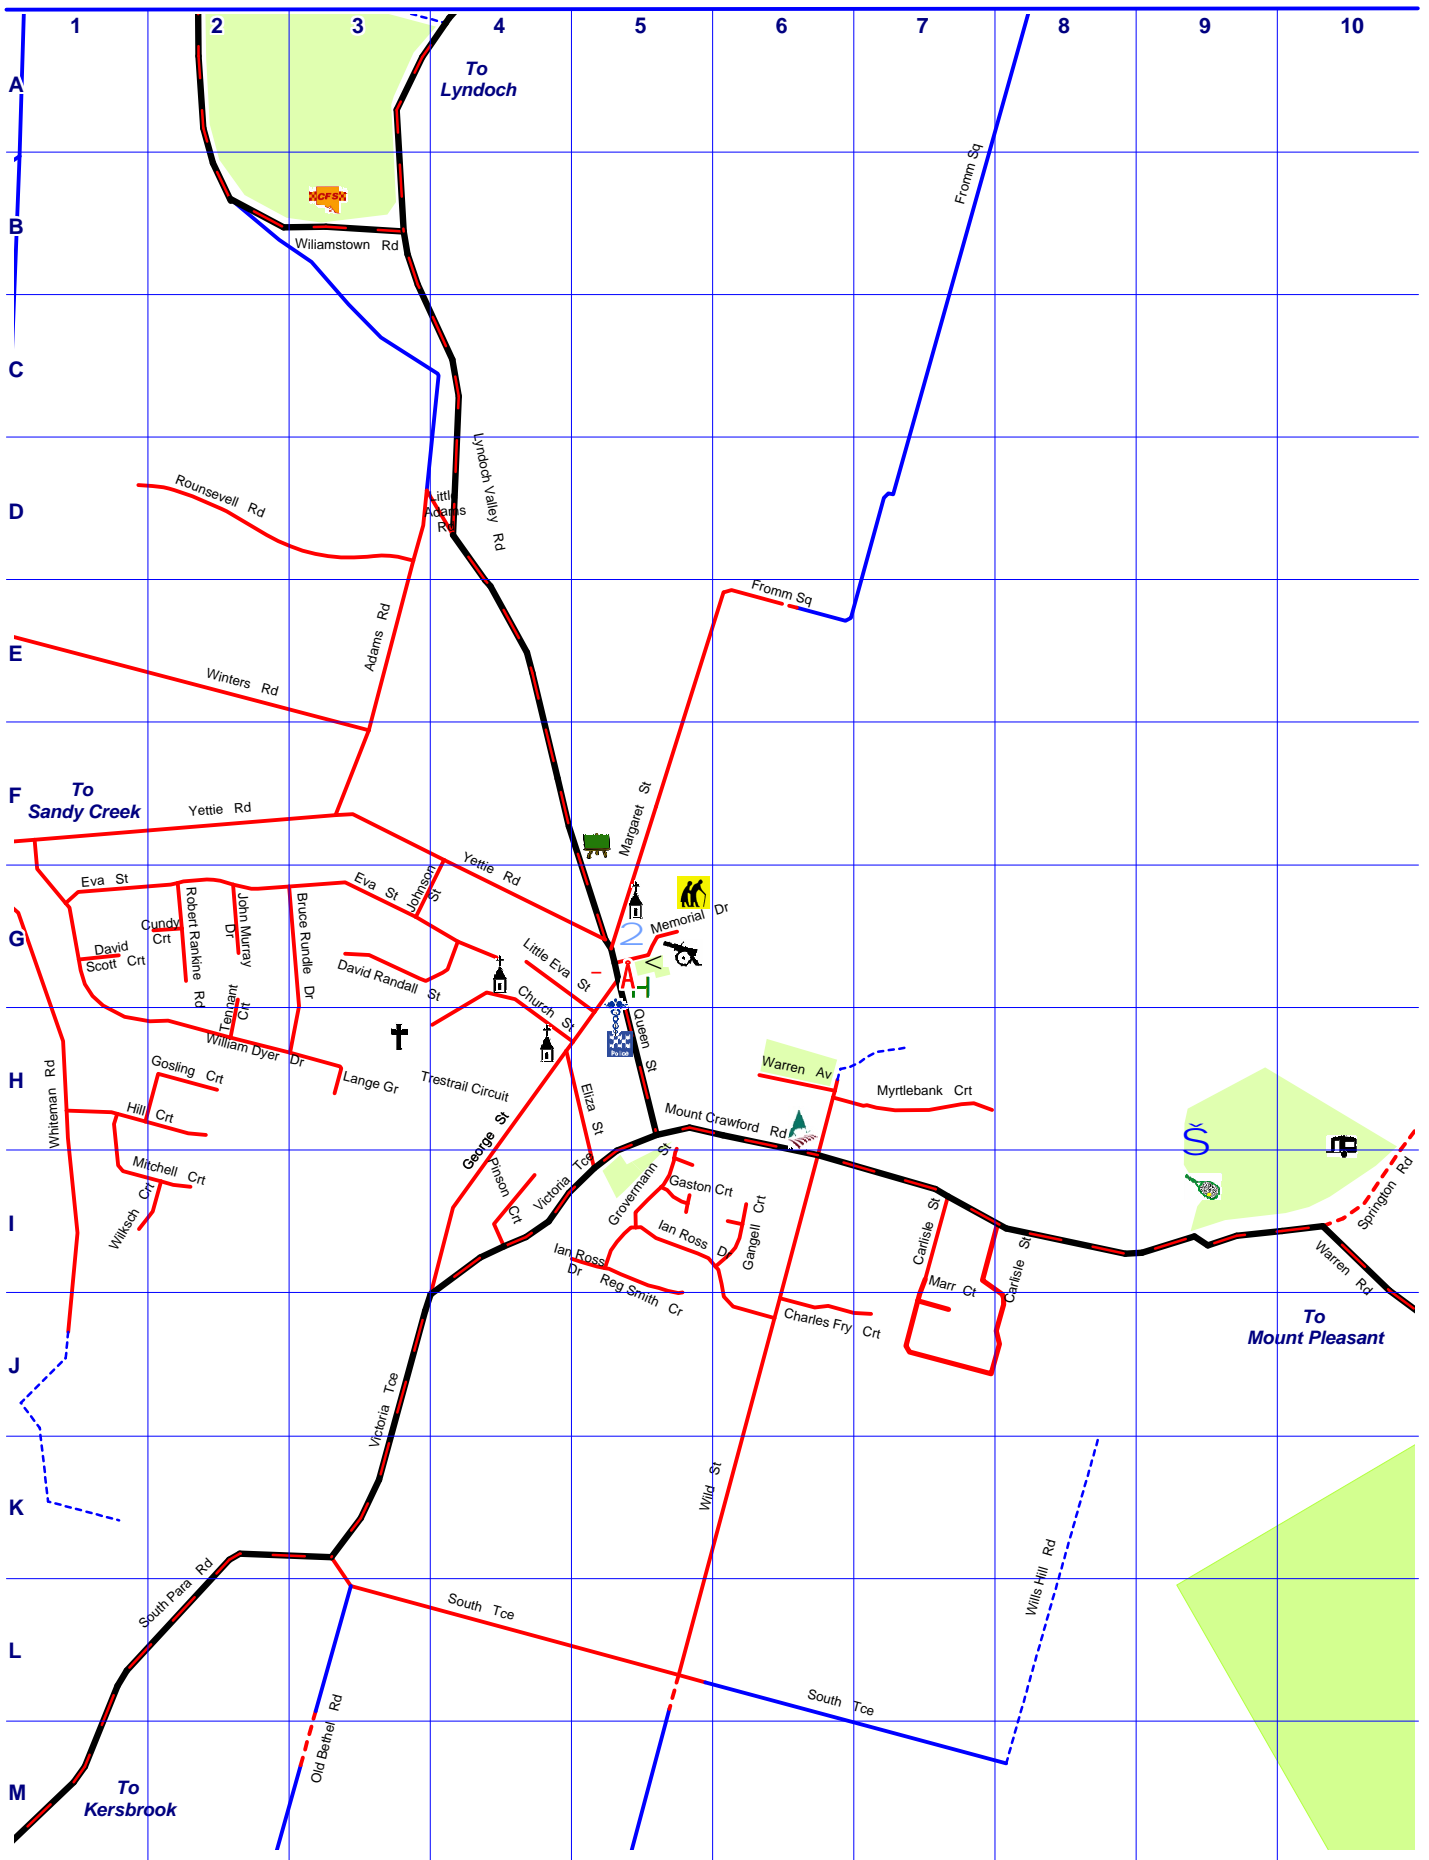 1 2 3 4 5 6 7 8 9 10
A
To
Lyndoch
Fromm Sq
CFS
B
Wiliamstown Rd
C
Lyndoch Valley Rd
Rounsevell Rd
D
Little
Adams
Rd
Fromm Sq
Adams Rd
E
Winters Rd
F
To
Sandy Creek
Yettie Rd
Margaret St
Yettie Rd
Eva St
Eva St
Johnson
St
Robert Rankine Rd
John Murray
Dr
Bruce Rundle Dr
Memorial Dr
2
G
Cundy
Crt
David
Scott Crt
Little Eva St
David Randall St
Church St
Tennant
Crt
Queen St
Police
William Dyer Dr
Whiteman Rd
H
Gosling Crt
Lange Gr
Trestrail Circuit
Warren Av
Myrtlebank Crt
Hill Crt
Eliza St
Mount Crawford Rd
George St
Š
Mitchell Crt
Pinson Crt
Victoria Tce
Grovermann St
Gaston Crt
Springton Rd
I
Wilksch Crt
Ian Ross Dr
Gangell Crt
Carlisle St
Carlisle St
Ian Ross
Dr
Reg Smith Cr
Marr Ct
Warren Rd
Charles Fry Crt
To
Mount Pleasant
J
Victoria Tce
K
Wild St
South Para Rd
Wills Hill Rd
South Tce
L
South Tce
Old Bethel Rd
M
To
Kersbrook